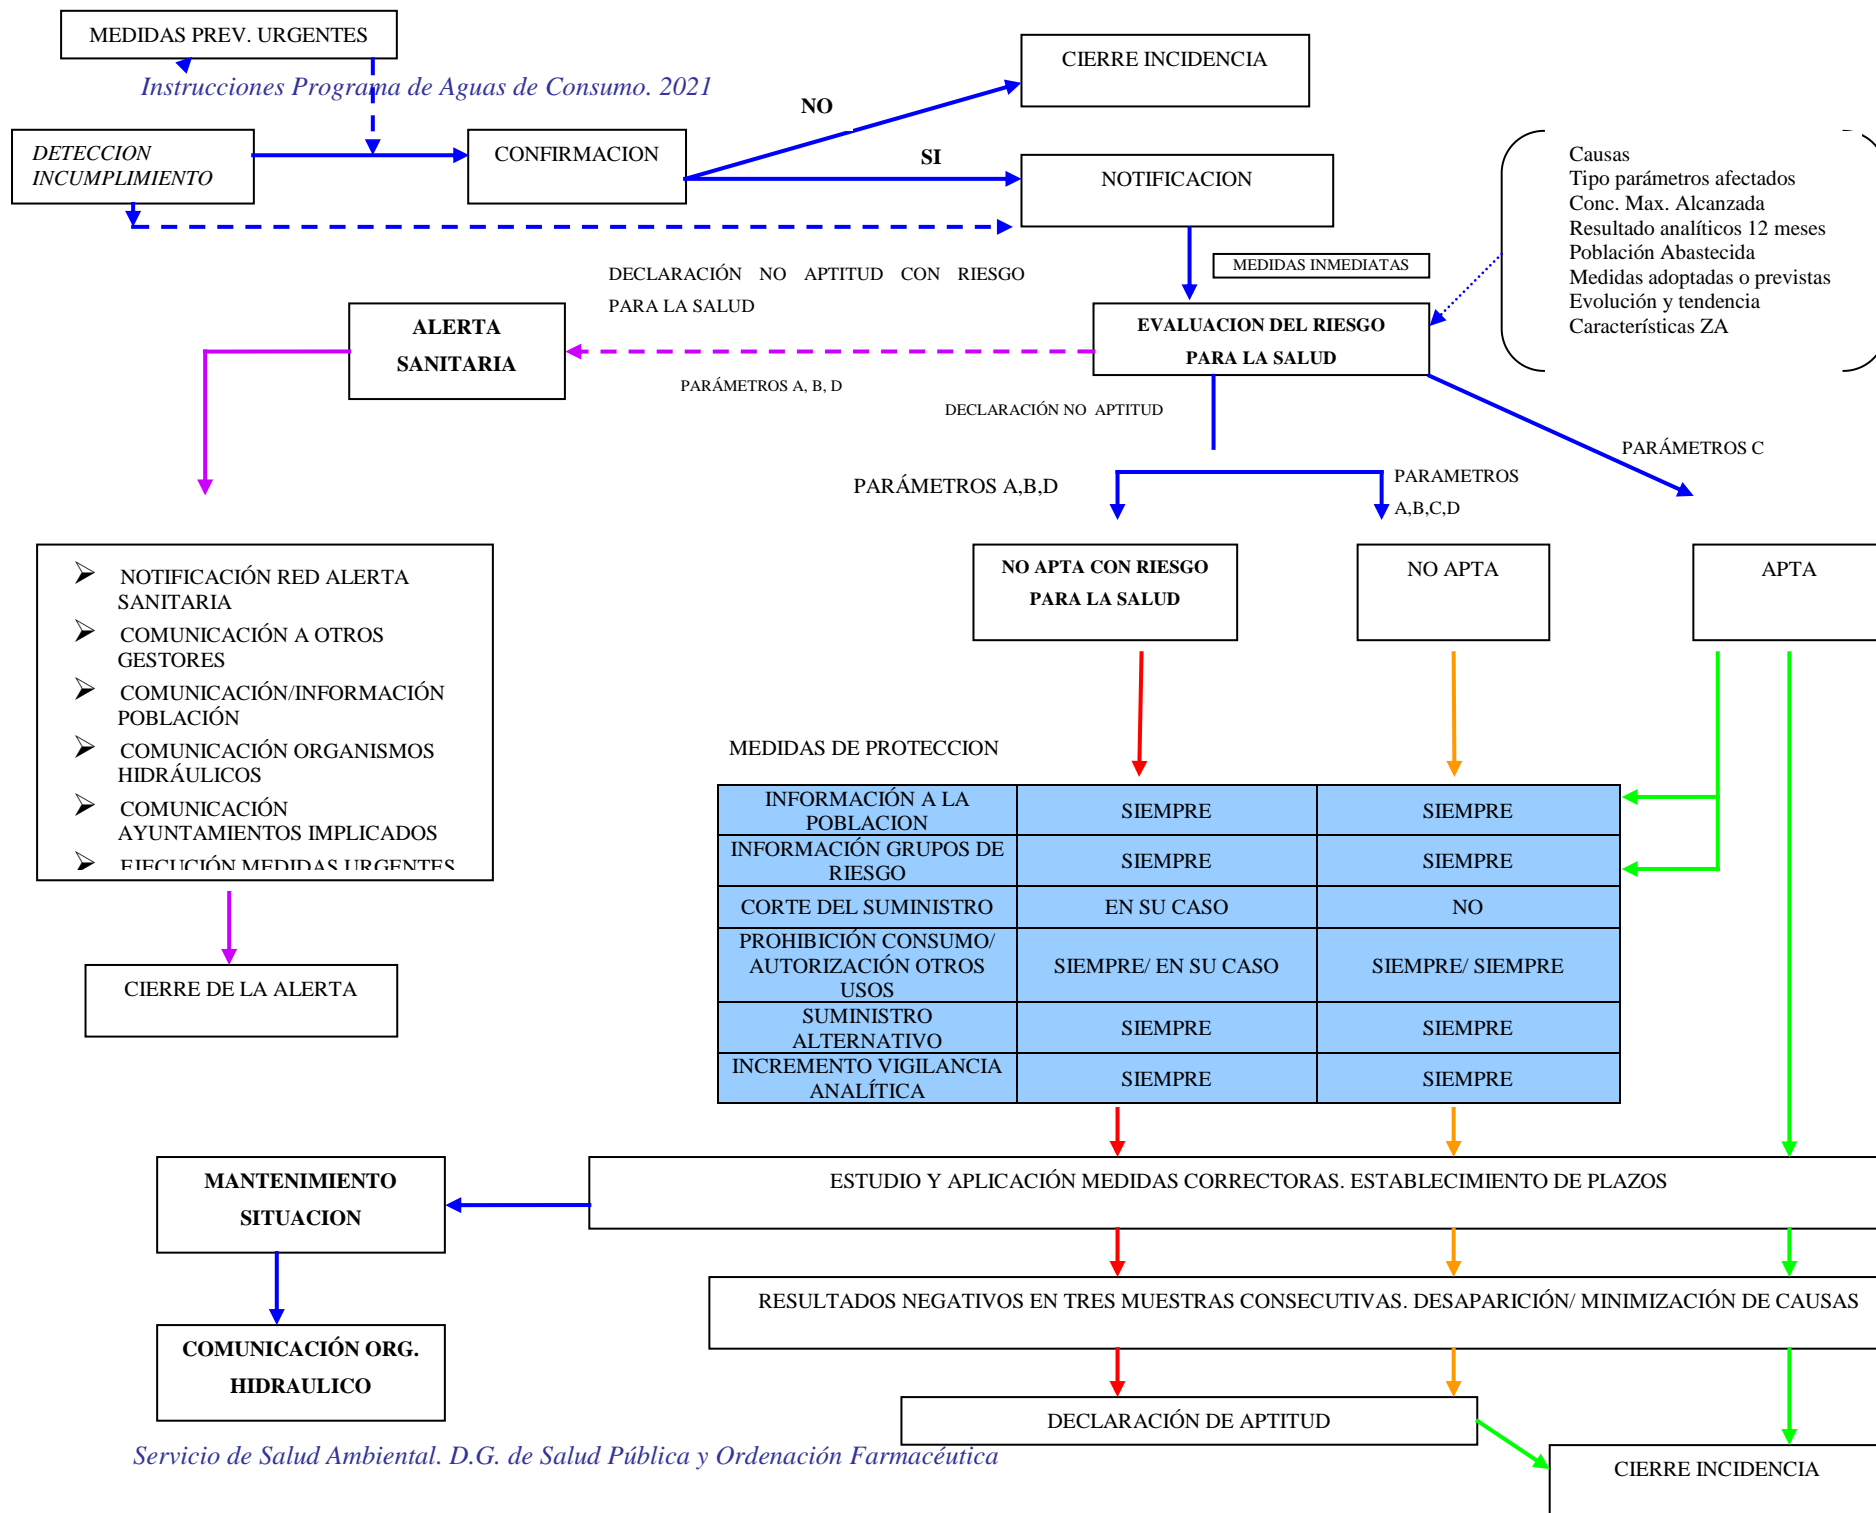 MEDIDAS PREV. URGENTES
Instrucciones Programa de Aguas de Consumo. 2021
CIERRE INCIDENCIA
NO
DETECCION
INCUMPLIMIENTO
CONFIRMACION
SI
NOTIFICACION
Causas
Tipo parámetros afectados
Conc. Max. Alcanzada
Resultado analíticos 12 meses
Población Abastecida
Medidas adoptadas o previstas
Evolución y tendencia
Características ZA
MEDIDAS INMEDIATAS
DECLARACIÓN NO APTITUD CON RIESGO
PARA LA SALUD
ALERTA
SANITARIA
EVALUACION DEL RIESGO
PARA LA SALUD
PARÁMETROS A, B, D
DECLARACIÓN NO APTITUD
PARÁMETROS C
PARÁMETROS A,B,D
PARAMETROS
A,B,C,D
NO APTA CON RIESGO
PARA LA SALUD
NO APTA
APTA
➢ NOTIFICACIÓN RED ALERTA
SANITARIA
➢ COMUNICACIÓN A OTROS
GESTORES
➢ COMUNICACIÓN/INFORMACIÓN
POBLACIÓN
➢ COMUNICACIÓN ORGANISMOS
HIDRÁULICOS
➢ COMUNICACIÓN
AYUNTAMIENTOS IMPLICADOS
➢ EJECUCIÓN MEDIDAS URGENTES
CIERRE DE LA ALERTA
MEDIDAS DE PROTECCION
INFORMACIÓN A LA
POBLACION
SIEMPRE
SIEMPRE
INFORMACIÓN GRUPOS DE
RIESGO
SIEMPRE
SIEMPRE
CORTE DEL SUMINISTRO
EN SU CASO
NO
PROHIBICIÓN CONSUMO/
AUTORIZACIÓN OTROS
USOS
SIEMPRE/ EN SU CASO
SIEMPRE/ SIEMPRE
SUMINISTRO
ALTERNATIVO
SIEMPRE
SIEMPRE
INCREMENTO VIGILANCIA
ANALÍTICA
SIEMPRE
SIEMPRE
MANTENIMIENTO
SITUACION
ESTUDIO Y APLICACIÓN MEDIDAS CORRECTORAS. ESTABLECIMIENTO DE PLAZOS
RESULTADOS NEGATIVOS EN TRES MUESTRAS CONSECUTIVAS. DESAPARICIÓN/ MINIMIZACIÓN DE CAUSAS
COMUNICACIÓN ORG.
HIDRAULICO
DECLARACIÓN DE APTITUD
Servicio de Salud Ambiental. D.G. de Salud Pública y Ordenación Farmacéutica
CIERRE INCIDENCIA